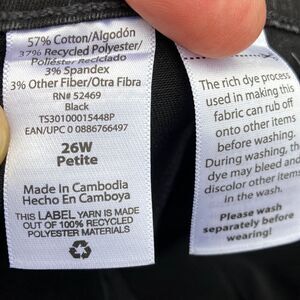 57% Cotton/Algodón
37% Recycled Polyester/
Poliéster Reciclado
3% Spandex
3% Other Fiber/Otra Fibra
RN# 52469
Black
TS30100015448P
EAN/UPC 0 0886766497
26W
Petite
Made In Cambodia
Hecho En Camboya
THIS LABEL YARN IS MADE
OUT OF 100% RECYCLED
POLYESTER MATERIALS
The rich dye process
used in making this
fabric can rub off
onto other items
before washing.
During washing, the
dye may bleed and
discolor other items
in the wash.
Please wash
separately before
wearing!